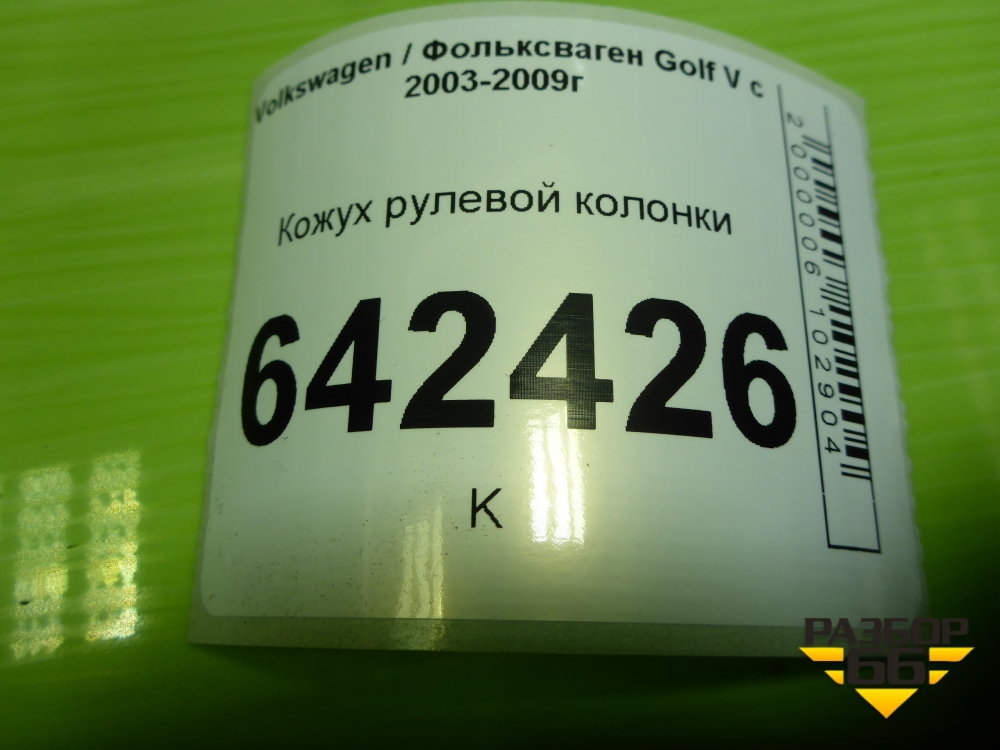 Volkswagen / Фольксваген Golf V с
2003-2009г
Кожух рулевой колонки
642426
К
2000006102904
РАЗБОР
66